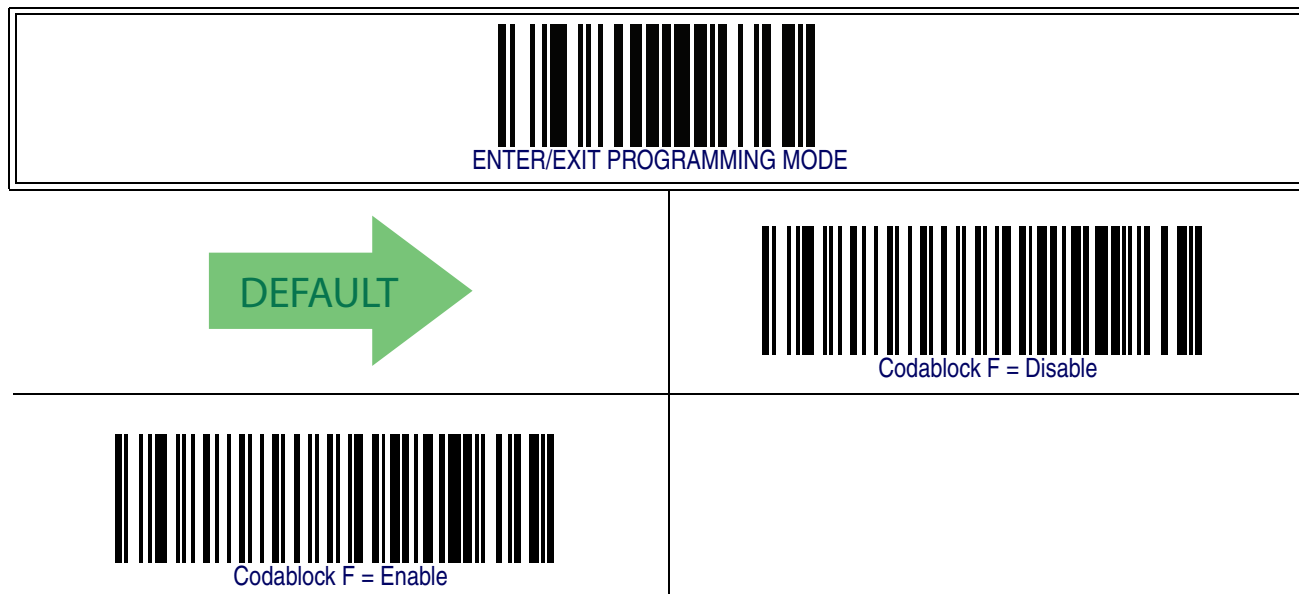 ENTER/EXIT PROGRAMMING MODE
DEFAULT
Codablock F = Disable
Codablock F = Enable